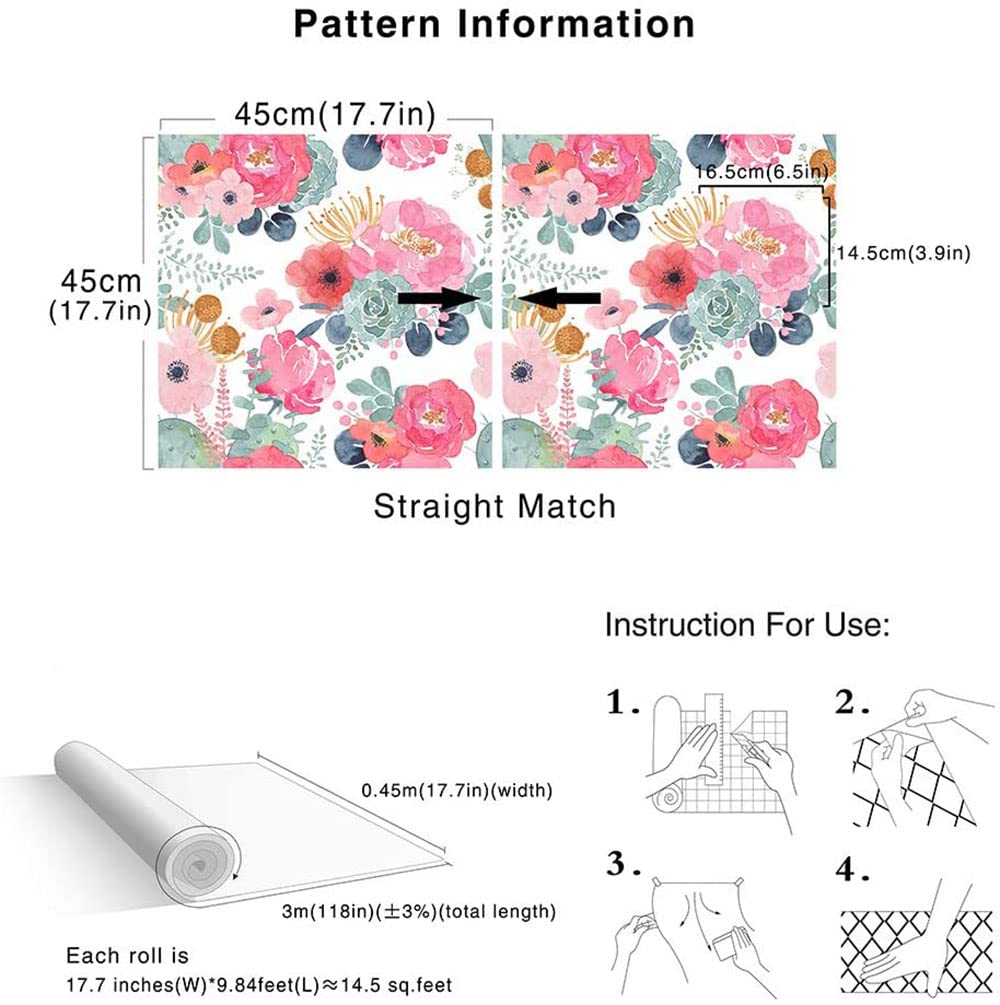 Pattern Information
45cm(17.7in)
16.5cm(6.5in)
14.5cm(3.9in)
45cm
(17.7in)
Straight Match
Instruction For Use:
1.
2.
0.45m(17.7in)(width)
3.
4.
3m(118in)(±3%)(total length)
Each roll is
17.7 inches(W)*9.84feet(L)≈14.5 sq.feet